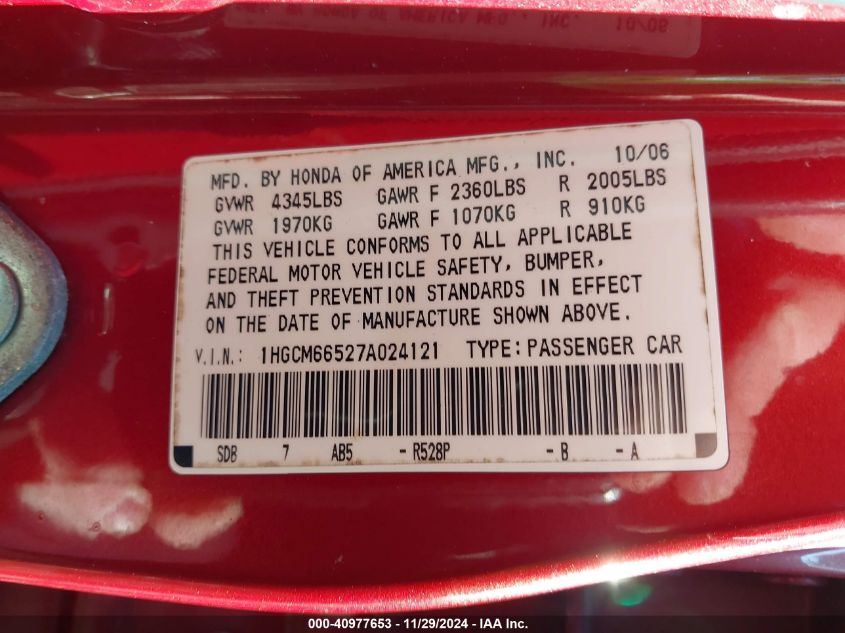 MFD. BY HONDA OF AMERICA MFG., INC. 10/06
GVWR 4345LBS GAWR F 2360LBS R 2005LBS
GVWR 1970KG GAWR F 1070KG R 910KG
THIS VEHICLE CONFORMS TO ALL APPLICABLE
FEDERAL MOTOR VEHICLE SAFETY, BUMPER,
AND THEFT PREVENTION STANDARDS IN EFFECT
ON THE DATE OF MANUFACTURE SHOWN ABOVE.
V.I.N.: 1HGCM66527A024121 TYPE: PASSENGER CAR
SDB 7 AB5 - R528P - B - A
000-40977653 - 11/29/2024 - IAA Inc.